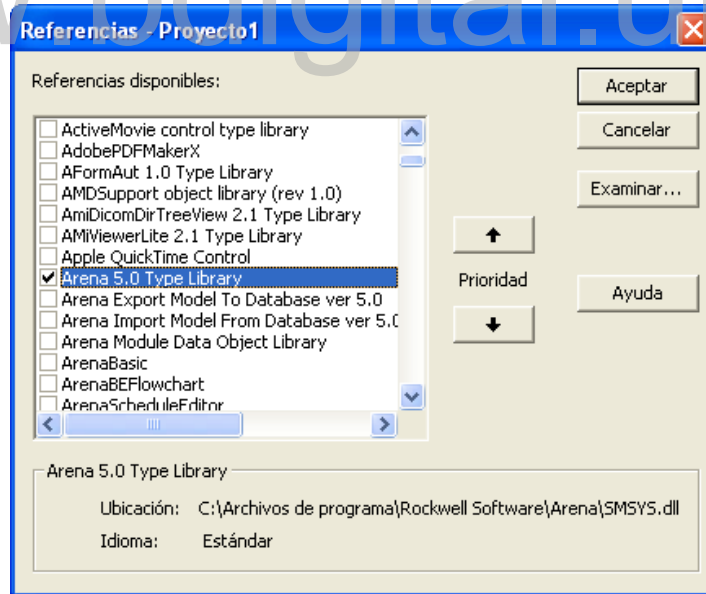 Referencias - Proyecto1
Referencias disponibles:
ActiveMovie control type library
AdobePDFMakerX
AFormAut 1.0 Type Library
AMDSupport object library (rev 1.0)
AmiDicomDirTreeView 2.1 Type Library
AMiViewerLite 2.1 Type Library
Apple QuickTime Control
Arena 5.0 Type Library
Arena Export Model To Database ver 5.0
Arena Import Model From Database ver 5.0
Arena Module Data Object Library
ArenaBasic
ArenaBEFlowchart
ArenaScheduleEditor
Prioridad
Aceptar
Cancelar
Examinar...
Ayuda
Arena 5.0 Type Library
Ubicación: C:\Archivos de programa\Rockwell Software\Arena\SMSYS.dll
Idioma: Estándar